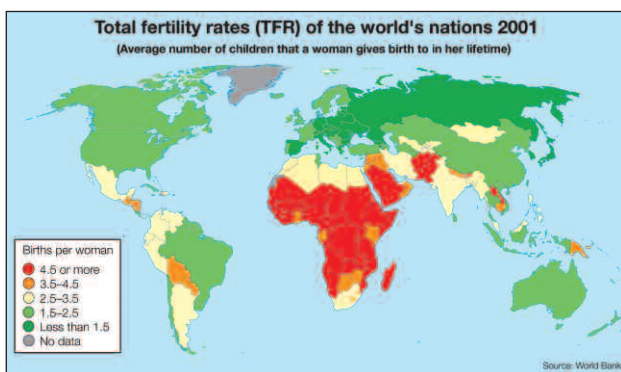 Total fertility rates (TFR) of the world's nations 2001
(Average number of children that a woman gives birth to in her lifetime)
Births per woman
4.5 or more
3.5-4.5
2.5-3.5
1.5-2.5
Less than 1.5
No data
Source: World Bank